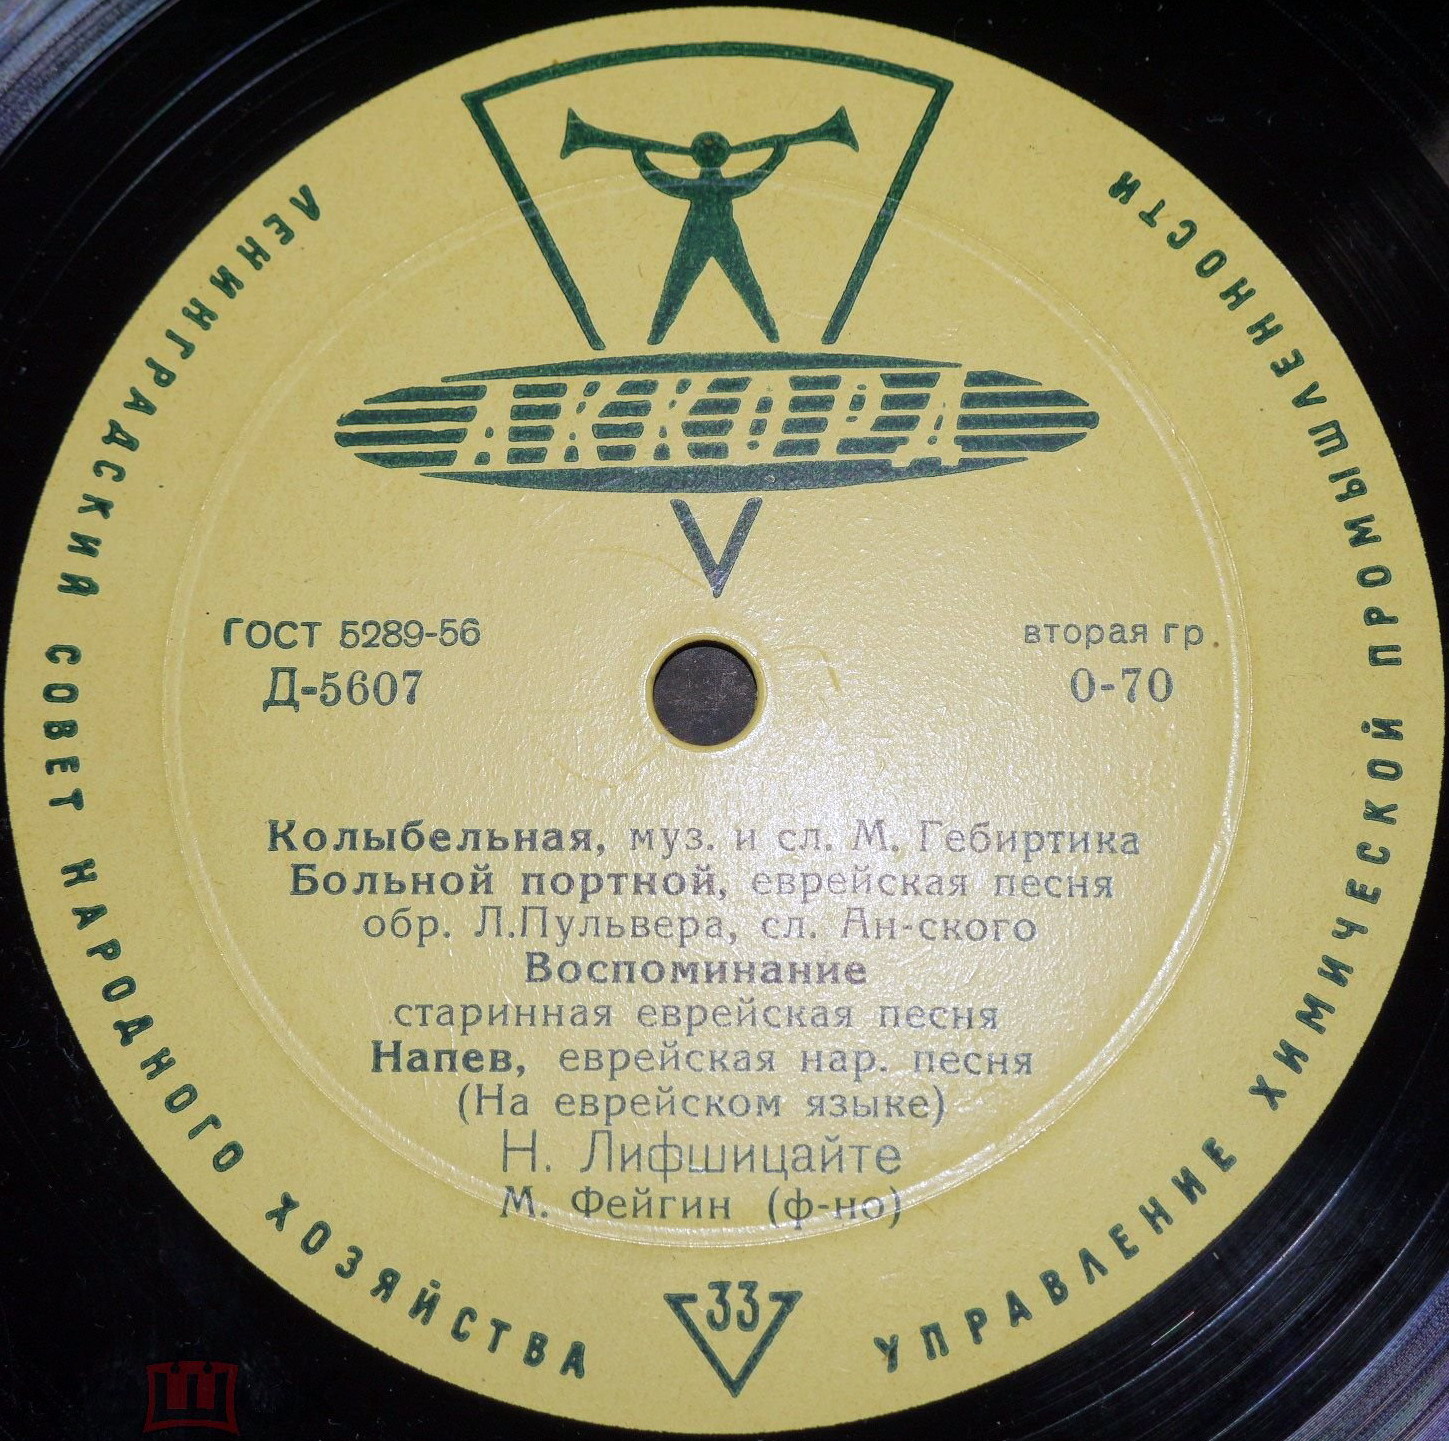 ЛЕНИНГРАДСКИЙ СОВЕТ НАРОДНОГО ХОЗЯЙСТВА
УПРАВЛЕНИЕ ХИМИЧЕСКОЙ ПРОМЫШЛЕННОСТИ
АККОРД
ГОСТ 5289-56
вторая гр.
Д-5607
0-70
Колыбельная, муз. и сл. М. Гебиртика
Больной портной, еврейская песня
обр. Л.Пульвера, сл. Ан-ского
Воспоминание
старинная еврейская песня
Напев, еврейская нар. песня
(На еврейском языке)
Н. Лифшицайте
М. Фейгин (ф-но)
33